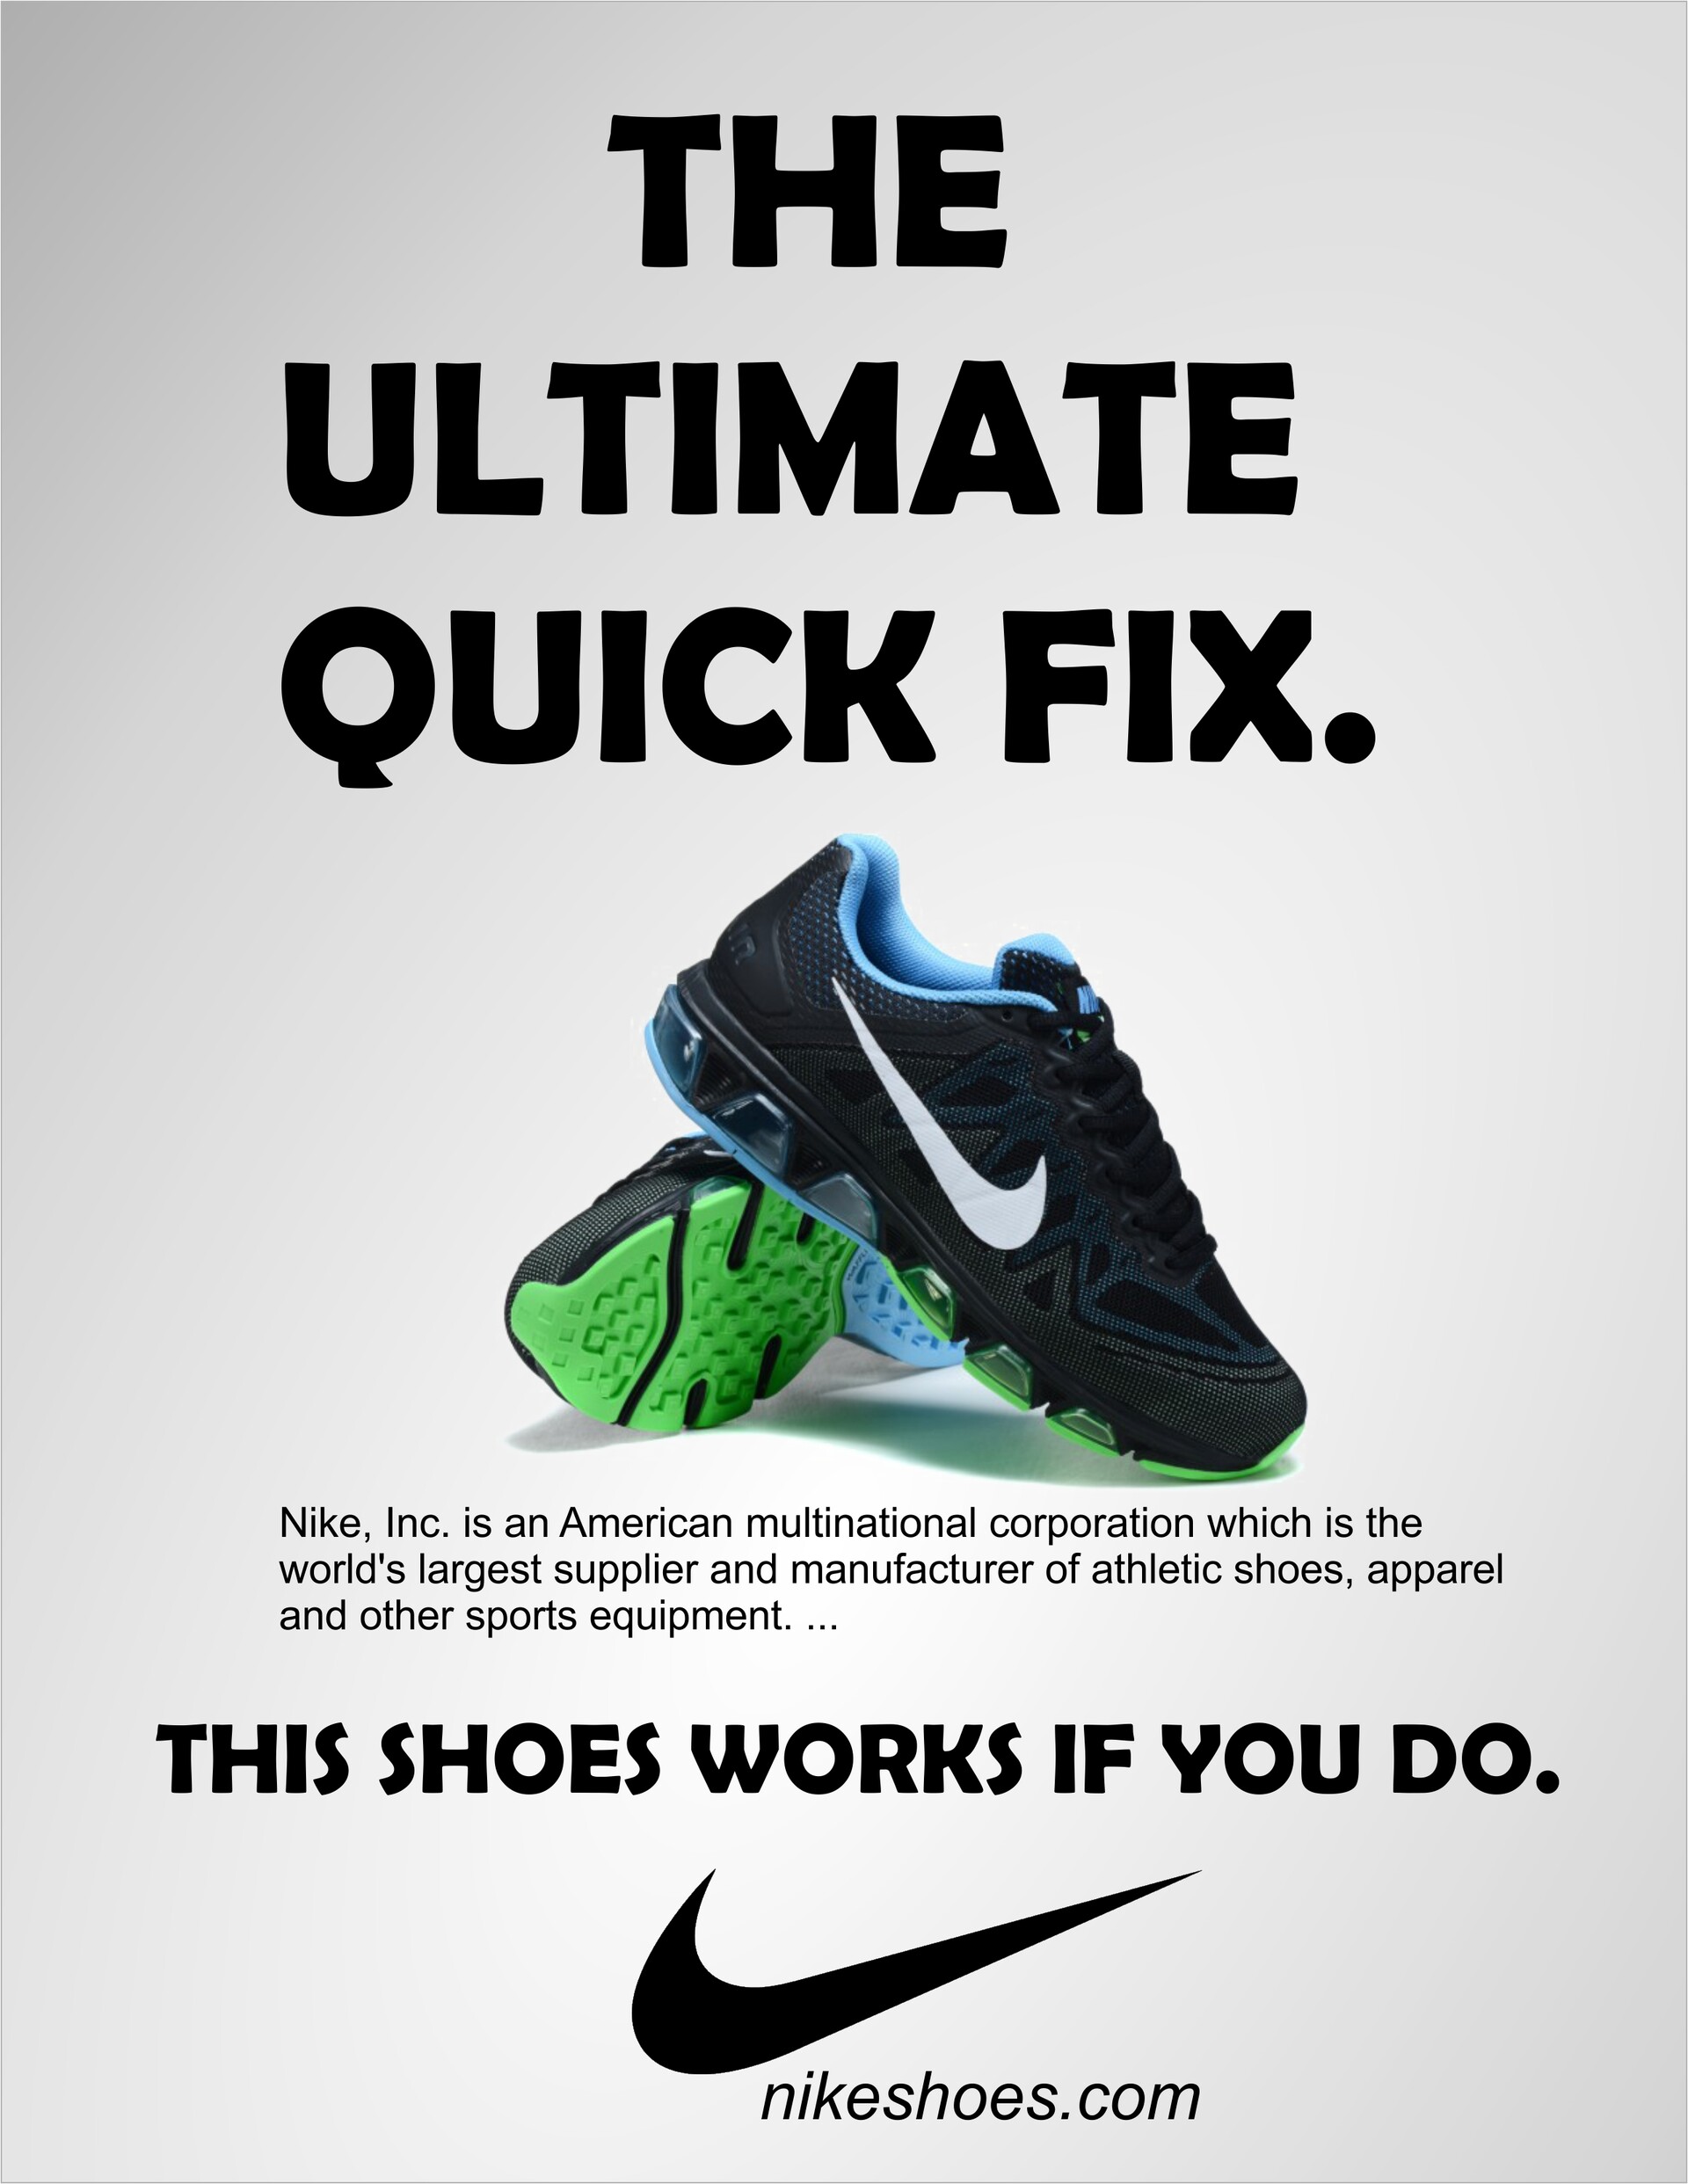 THE
ULTIMATE
QUICK FIX.
Nike, Inc. is an American multinational corporation which is the
world's largest supplier and manufacturer of athletic shoes, apparel
and other sports equipment. ...
THIS SHOES WORKS IF YOU DO.
nikeshoes.com